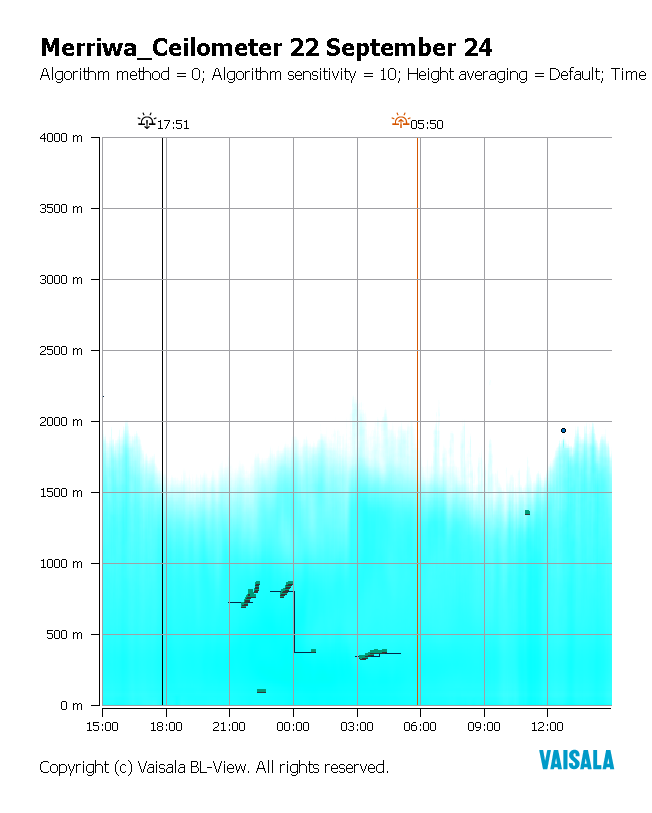 Merriwa_Ceilometer 22 September 24
Algorithm method = 0; Algorithm sensitivity = 10; Height averaging = Default; Time
17:51 05:50
4000 m
3500 m
3000 m
2500 m
2000 m
1500 m
1000 m
500 m
0 m
15:00 18:00 21:00 00:00 03:00 06:00 09:00 12:00
Copyright (c) Vaisala BL-View. All rights reserved.
VAISALA